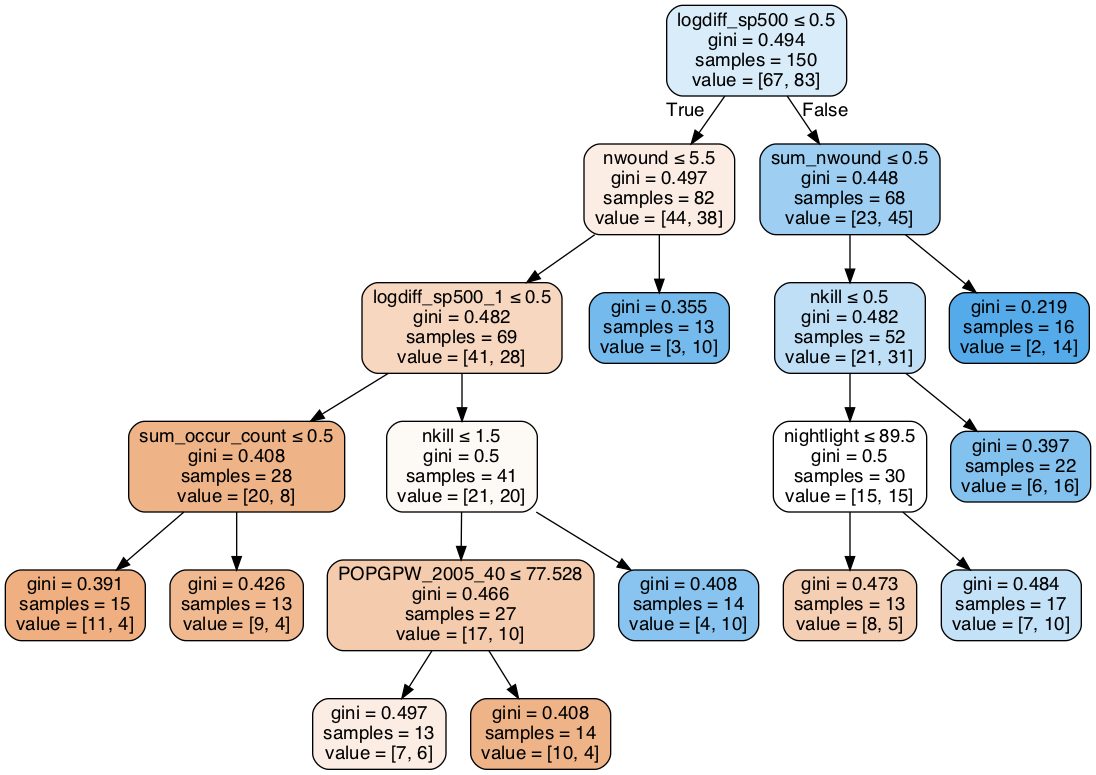 logdiff_sp500 ≤ 0.5
gini = 0.494
samples = 150
value = [67, 83]
True
False
nwound ≤ 5.5
gini = 0.497
samples = 82
value = [44, 38]
sum_nwound ≤ 0.5
gini = 0.448
samples = 68
value = [23, 45]
logdiff_sp500_1 ≤ 0.5
gini = 0.482
samples = 69
value = [41, 28]
gini = 0.355
samples = 13
value = [3, 10]
nkill ≤ 0.5
gini = 0.482
samples = 52
value = [21, 31]
gini = 0.219
samples = 16
value = [2, 14]
sum_occur_count ≤ 0.5
gini = 0.408
samples = 28
value = [20, 8]
nkill ≤ 1.5
gini = 0.5
samples = 41
value = [21, 20]
nightlight ≤ 89.5
gini = 0.5
samples = 30
value = [15, 15]
gini = 0.397
samples = 22
value = [6, 16]
gini = 0.391
samples = 15
value = [11, 4]
gini = 0.426
samples = 13
value = [9, 4]
POPGPW_2005_40 ≤ 77.528
gini = 0.466
samples = 27
value = [17, 10]
gini = 0.408
samples = 14
value = [4, 10]
gini = 0.473
samples = 13
value = [8, 5]
gini = 0.484
samples = 17
value = [7, 10]
gini = 0.497
samples = 13
value = [7, 6]
gini = 0.408
samples = 14
value = [10, 4]